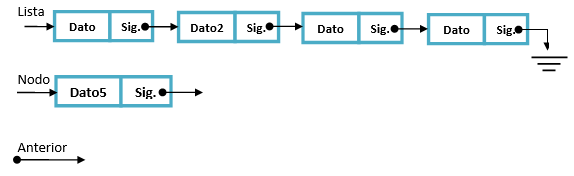 Lista
Dato Sig. Dato2 Sig. Dato Sig. Dato Sig.
Nodo
Dato5 Sig.
Anterior